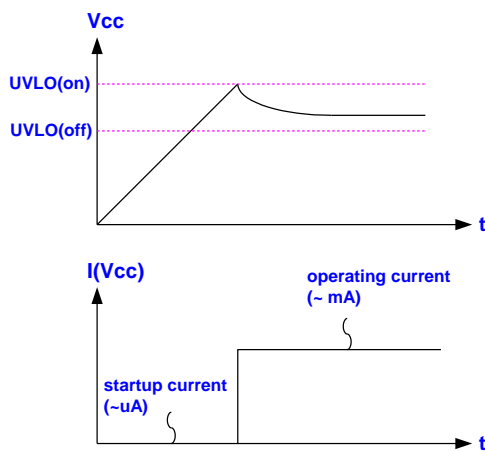 Vcc
UVLO(on)
UVLO(off)
t
I(Vcc)
operating current
(~ mA)
startup current
(~uA)
t